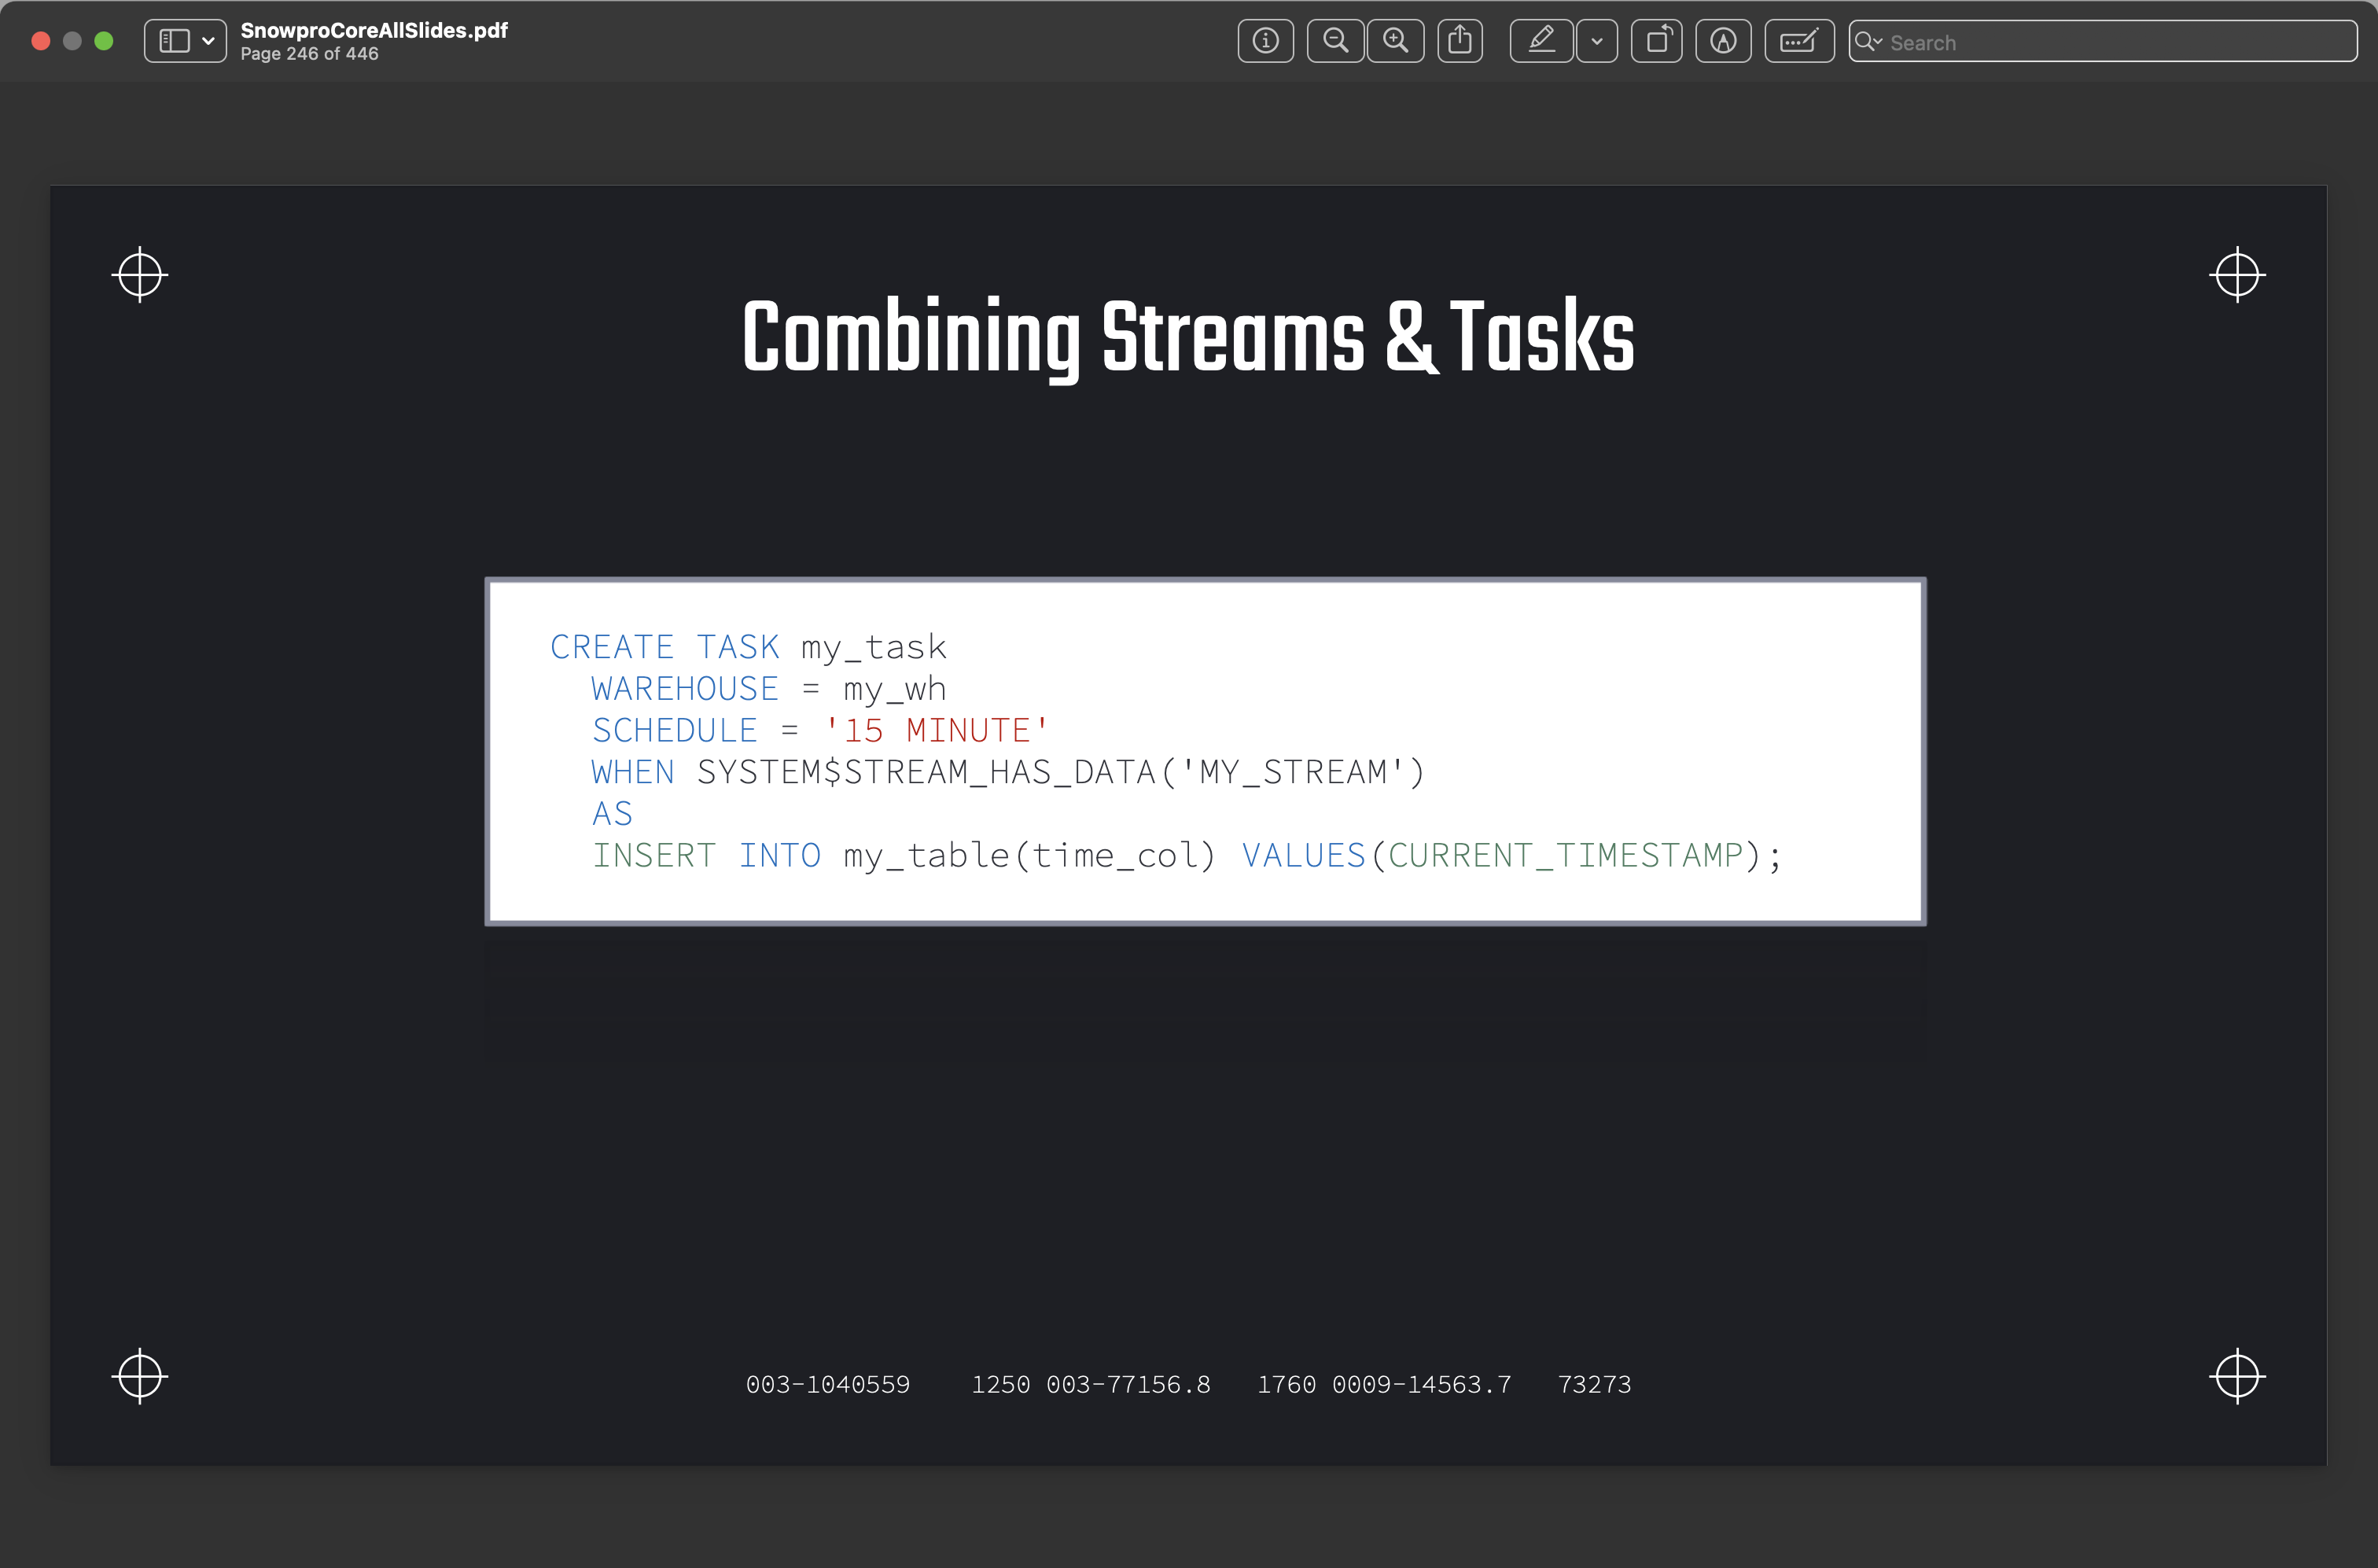 SnowproCoreAllSlides.pdf
Page 246 of 446
Search
Combining Streams & Tasks
CREATE TASK my_task
WAREHOUSE = my_wh
SCHEDULE = '15 MINUTE'
WHEN SYSTEM$STREAM_HAS_DATA('MY_STREAM')
AS
INSERT INTO my_table(time_col) VALUES(CURRENT_TIMESTAMP);
003-1040559 1250 003-77156.8 1760 0009-14563.7 73273